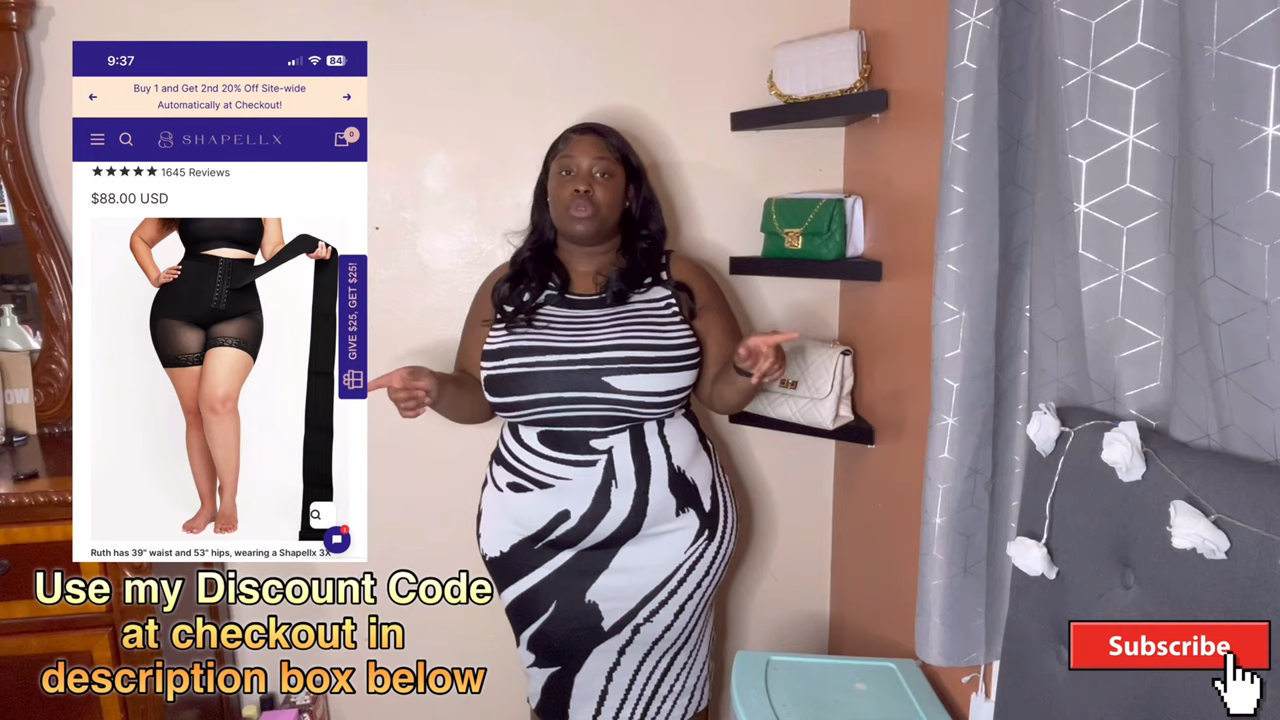 9:37
84
Buy 1 and Get 2nd 20% Off Site-wide
Automatically at Checkout!
SHAPELLX
0
★★★★★ 1645 Reviews
$88.00 USD
GIVE $25, GET $25!
1
Ruth has 39" waist and 53" hips, wearing a Shapellx 3X
Use my Discount Code
at checkout in
description box below
OW
Subscribe